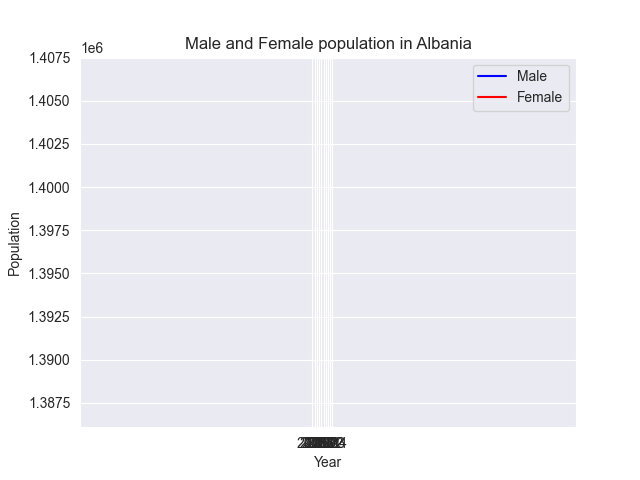 Male and Female population in Albania
1e6
1.4075
1.4050
1.4025
1.4000
1.3975
1.3950
1.3925
1.3900
1.3875
Population
Male
Female
Year